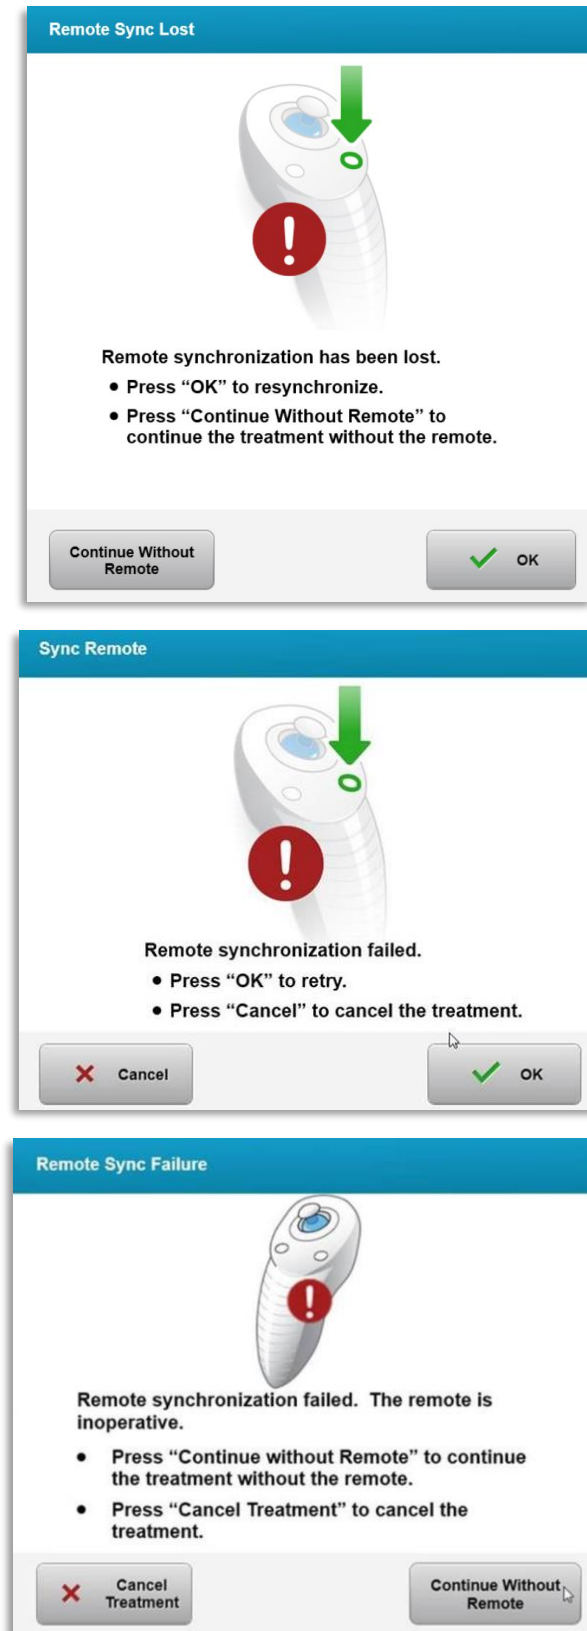 Remote Sync Lost
Remote synchronization has been lost.
● Press “OK” to resynchronize.
● Press “Continue Without Remote” to
continue the treatment without the remote.
Continue Without
Remote
OK
Sync Remote
Remote synchronization failed.
● Press “OK” to retry.
● Press “Cancel” to cancel the treatment.
Cancel
OK
Remote Sync Failure
Remote synchronization failed.  The remote is
inoperative.
● Press “Continue without Remote” to continue
the treatment without the remote.
● Press “Cancel Treatment” to cancel the
treatment.
Cancel
Treatment
Continue Without
Remote